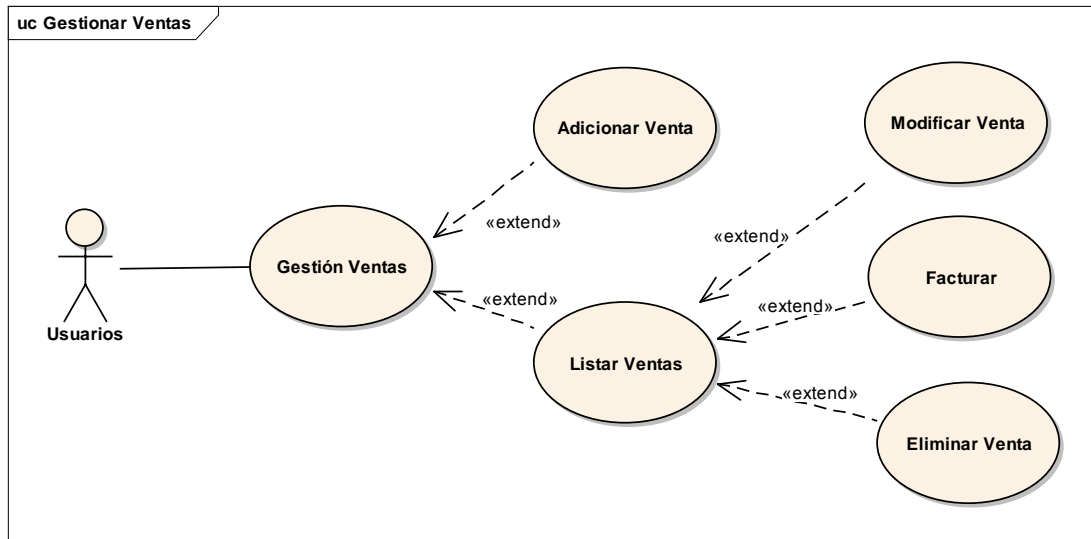 uc Gestionar Ventas
Adicionar Venta
Modificar Venta
«extend»
«extend»
Gestión Ventas
Facturar
«extend»
«extend»
Usuarios
Listar Ventas
«extend»
Eliminar Venta